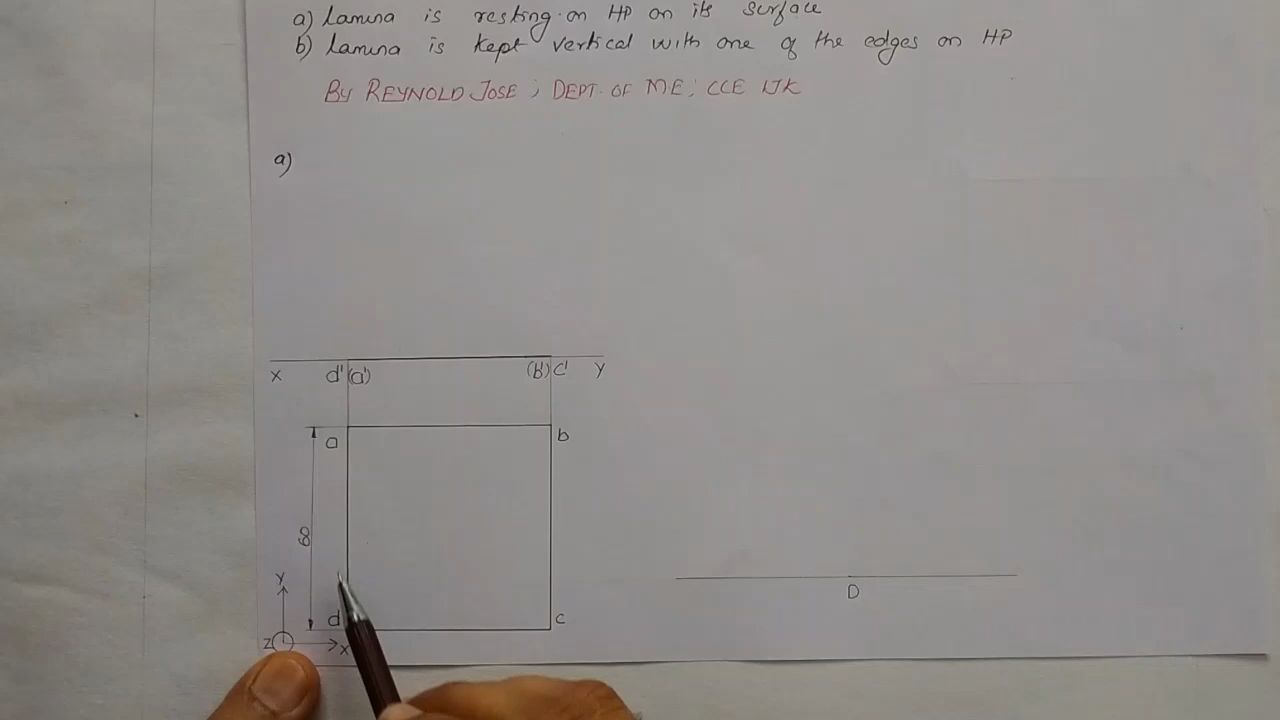 a) Lamina is resting on HP on its surface
b) Lamina is kept vertical with one of the edges on HP
By REYNOLD JOSE ; DEPT. OF ME ; CCE IJK
a)
X d' (a') (b') c' Y
a b
8
Y
d c
Z X
D